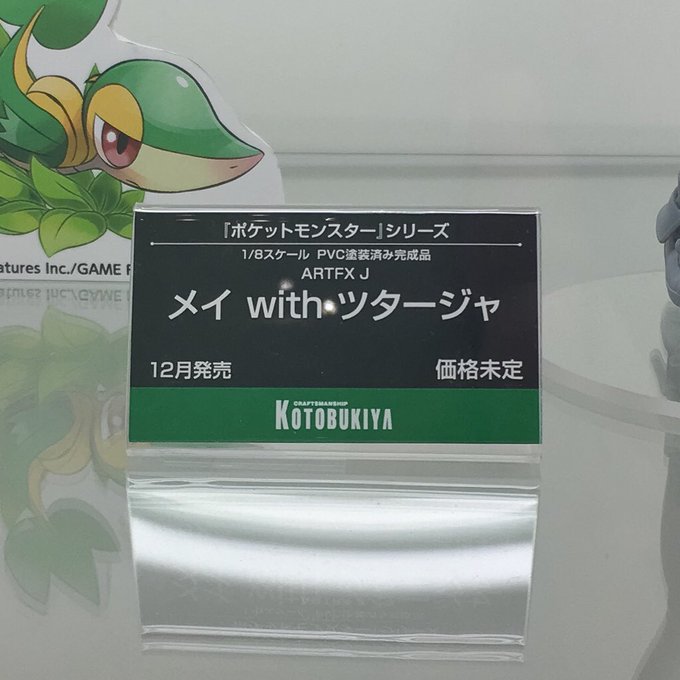 『ポケットモンスター』シリーズ
1/8スケール PVC塗装済み完成品
ARTFX J
メイ with ツタージャ
12月発売
価格未定
CRAFTSMANSHIP
KOTOBUKIYA
atures Inc./GAME F